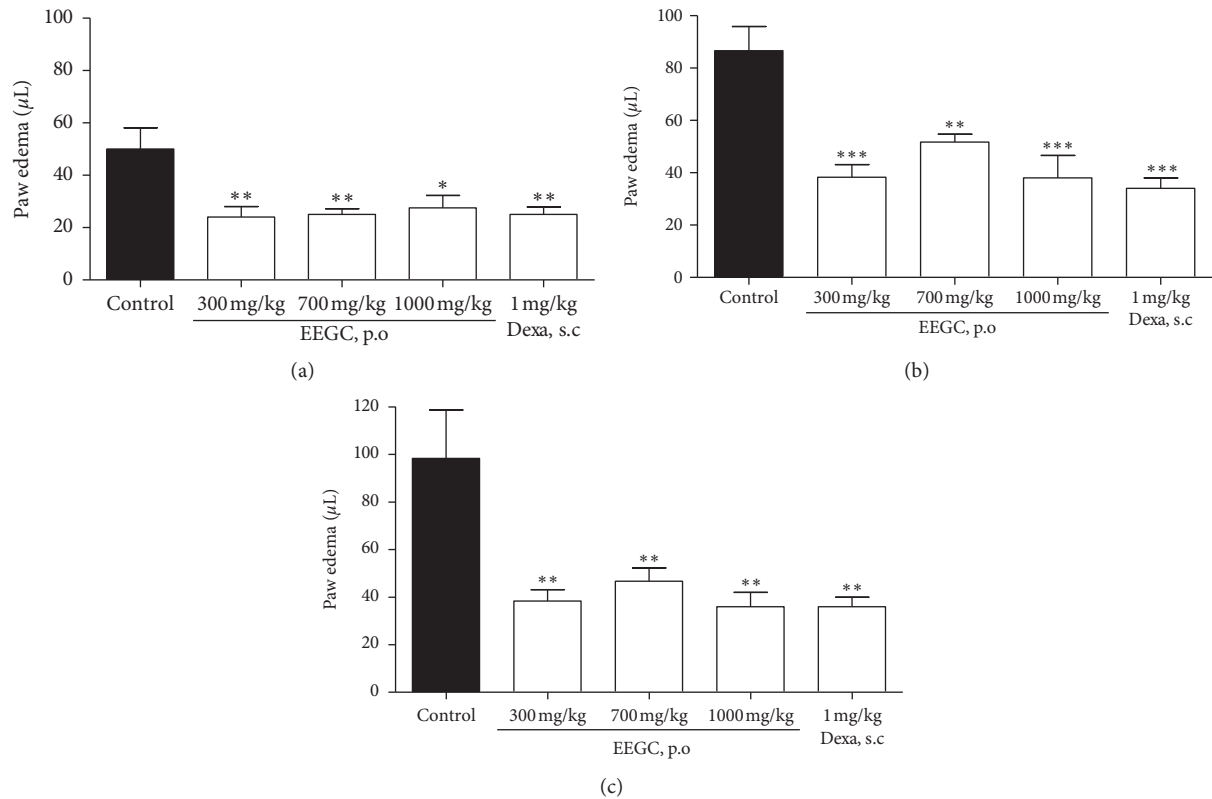 100
80
60
40
20
0
Paw edema (μL)
**
**
*
**
Control
300 mg/kg
700 mg/kg
1000 mg/kg
1 mg/kg
EEGC, p.o
Dexa, s.c
(a)
100
80
60
40
20
0
Paw edema (μL)
***
**
***
***
Control
300 mg/kg
700 mg/kg
1000 mg/kg
1 mg/kg
EEGC, p.o
Dexa, s.c
(b)
120
100
80
60
40
20
0
Paw edema (μL)
**
**
**
**
Control
300 mg/kg
700 mg/kg
1000 mg/kg
1 mg/kg
EEGC, p.o
Dexa, s.c
(c)